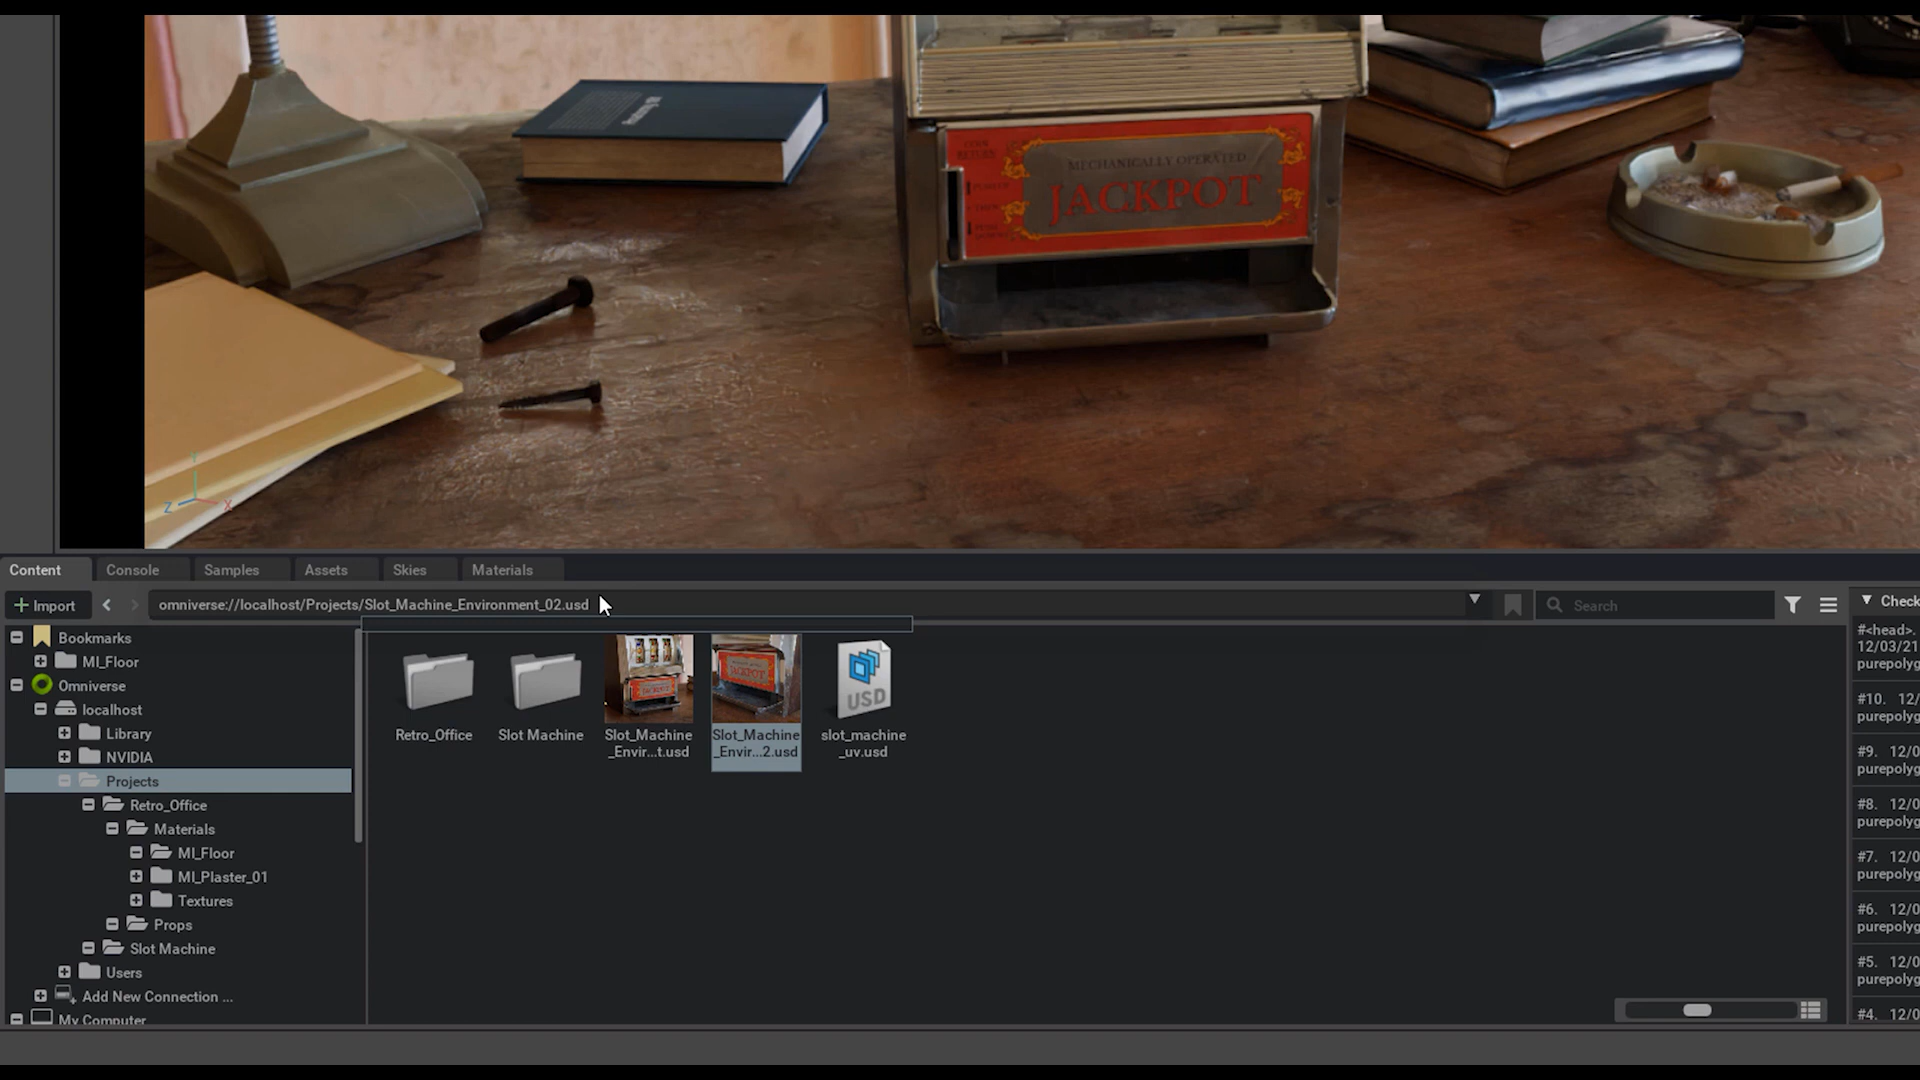 COIN
RETURN
MECHANICALLY OPERATED
JACKPOT
Y
Z
X
Content
Console
Samples
Assets
Skies
Materials
Import
omniverse://localhost/Projects/Slot_Machine_Environment_02.usd
Search
Check
Bookmarks
MI_Floor
Omniverse
localhost
Library
NVIDIA
Projects
Retro_Office
Materials
MI_Floor
MI_Plaster_01
Textures
Props
Slot Machine
Users
Add New Connection ...
My Computer
Retro_Office
Slot Machine
Slot_Machine
_Envir...t.usd
Slot_Machine
_Envir...2.usd
USD
slot_machine
_uv.usd
#<head>.
12/03/21
purepolyg
#10. 12/
purepolyg
#9. 12/0
purepolyg
#8. 12/0
purepolyg
#7. 12/0
purepolyg
#6. 12/0
purepolyg
#5. 12/0
purepolyg
#4. 12/0